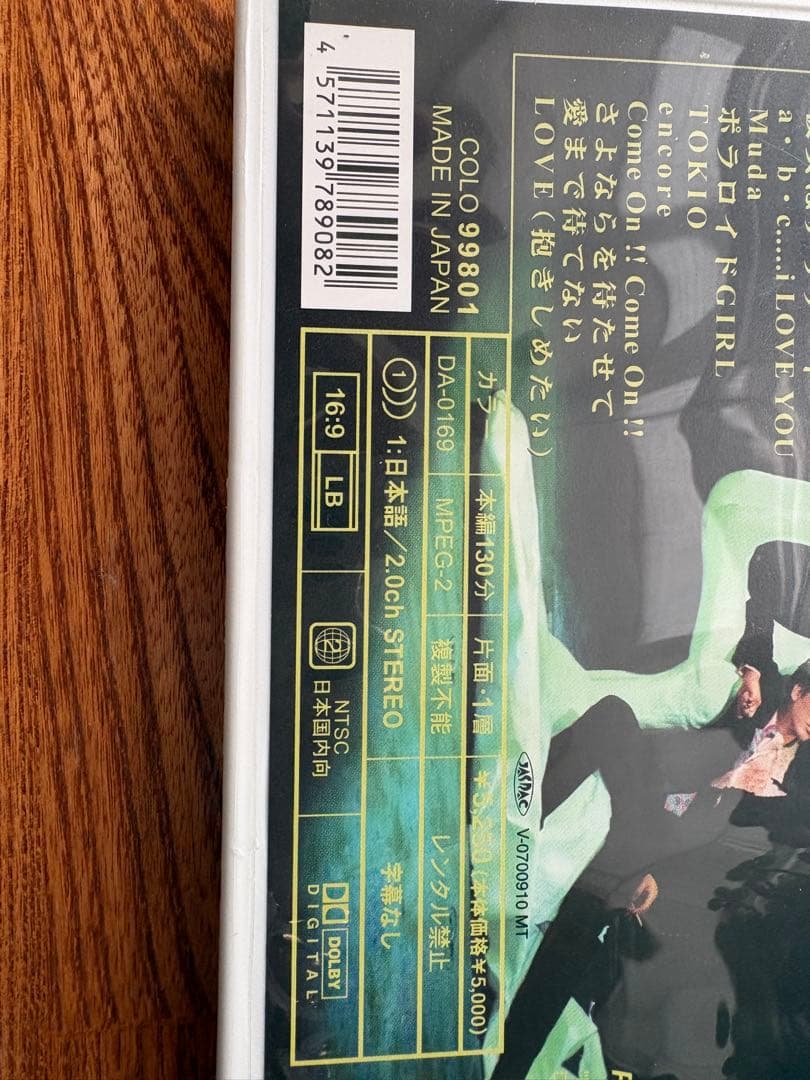 a・b・c.....i LOVE YOU
Muda
ポラロイドGIRL
TOKIO
encore
Come On !! Come On !!
さよならを待たせて
愛まで待てない
LOVE(抱きしめたい)
COLO 99801
MADE IN JAPAN
4 571139 789082
JASRAC
V-0700910 MT
カラー 本編130分 片面・1層 (本体価格¥5,000)
DA-0169 MPEG-2 複製不能 レンタル禁止
1 1:日本語/2.0ch STEREO 字幕なし
16:9 LB 2 NTSC 日本国内向 DOLBY DIGITAL